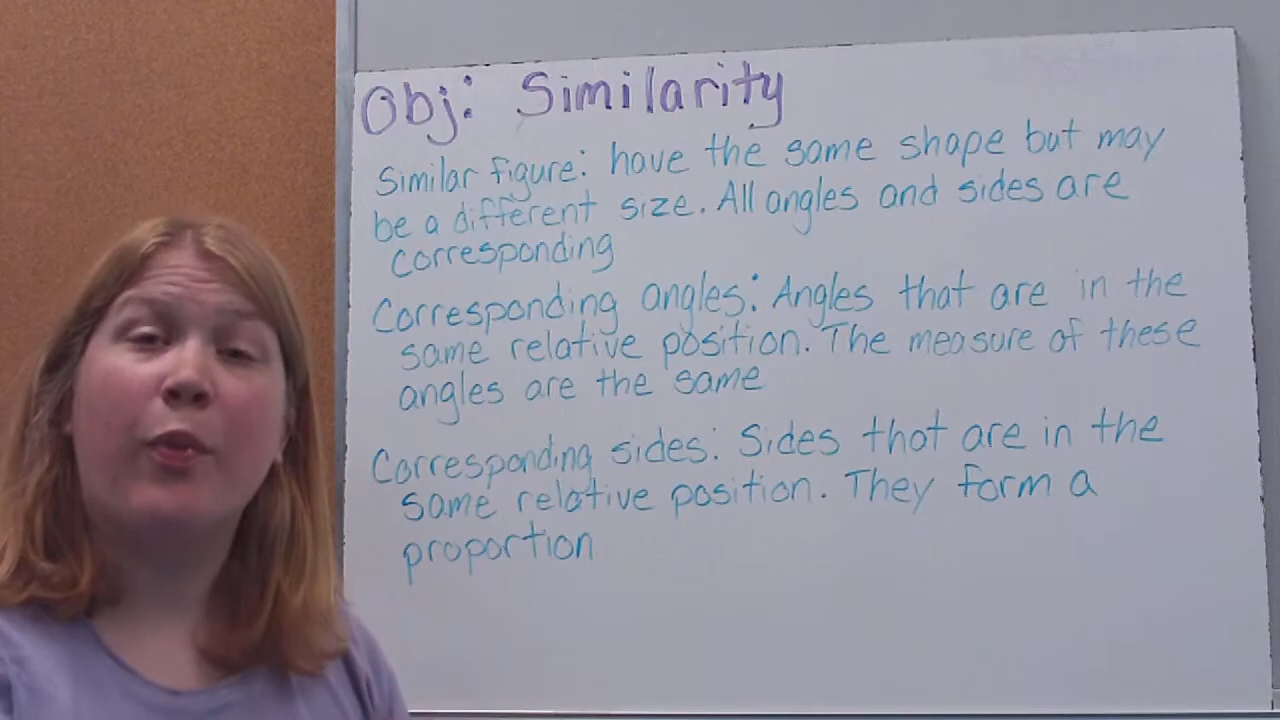 Obj: Similarity
Similar figure: have the same shape but may
be a different size. All angles and sides are
corresponding
Corresponding angles: Angles that are in the
same relative position. The measure of these
angles are the same
Corresponding sides: Sides that are in the
same relative position. They form a
proportion